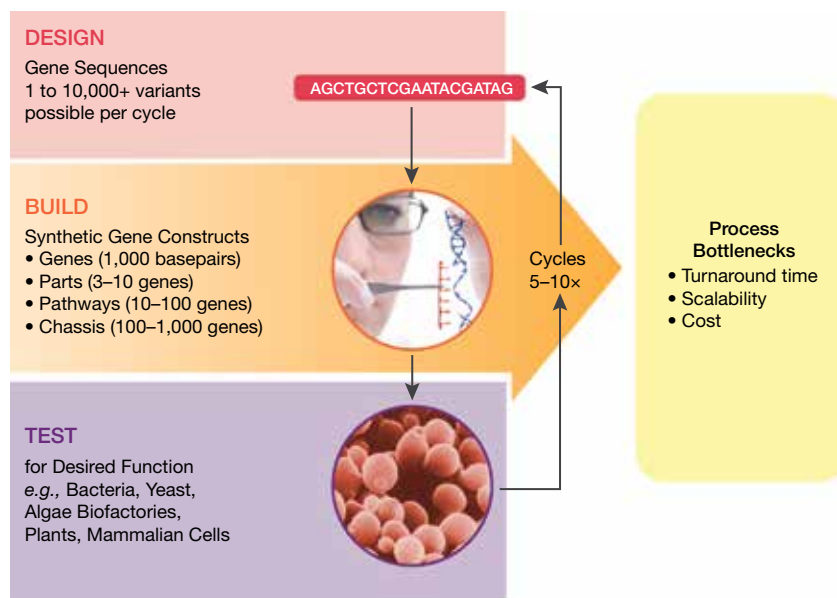 DESIGN
Gene Sequences
1 to 10,000+ variants
possible per cycle
AGCTGCTCGAATACGATAG
BUILD
Synthetic Gene Constructs
• Genes (1,000 basepairs)
• Parts (3–10 genes)
• Pathways (10–100 genes)
• Chassis (100–1,000 genes)
Cycles
5–10×
TEST
for Desired Function
e.g., Bacteria, Yeast,
Algae Biofactories,
Plants, Mammalian Cells
Process
Bottlenecks
• Turnaround time
• Scalability
• Cost